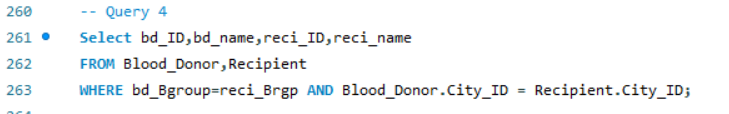 260 -- Query 4
261 Select bd_ID,bd_name,reci_ID,reci_name
262 FROM Blood_Donor,Recipient
263 WHERE bd_Bgroup=reci_Brgp AND Blood_Donor.City_ID = Recipient.City_ID;